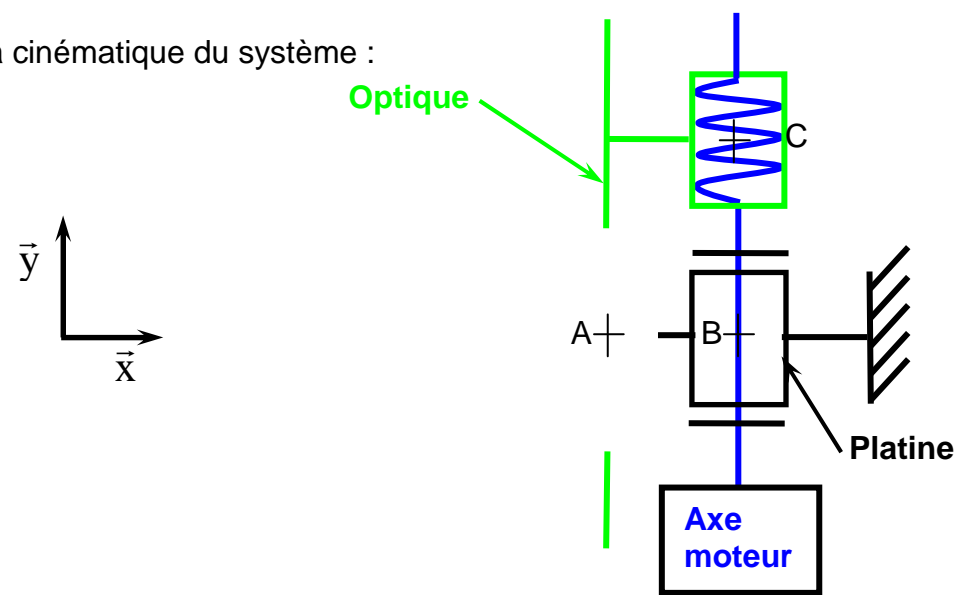 a cinématique du système :
Optique
C
y
A
B
x
Platine
Axe
moteur